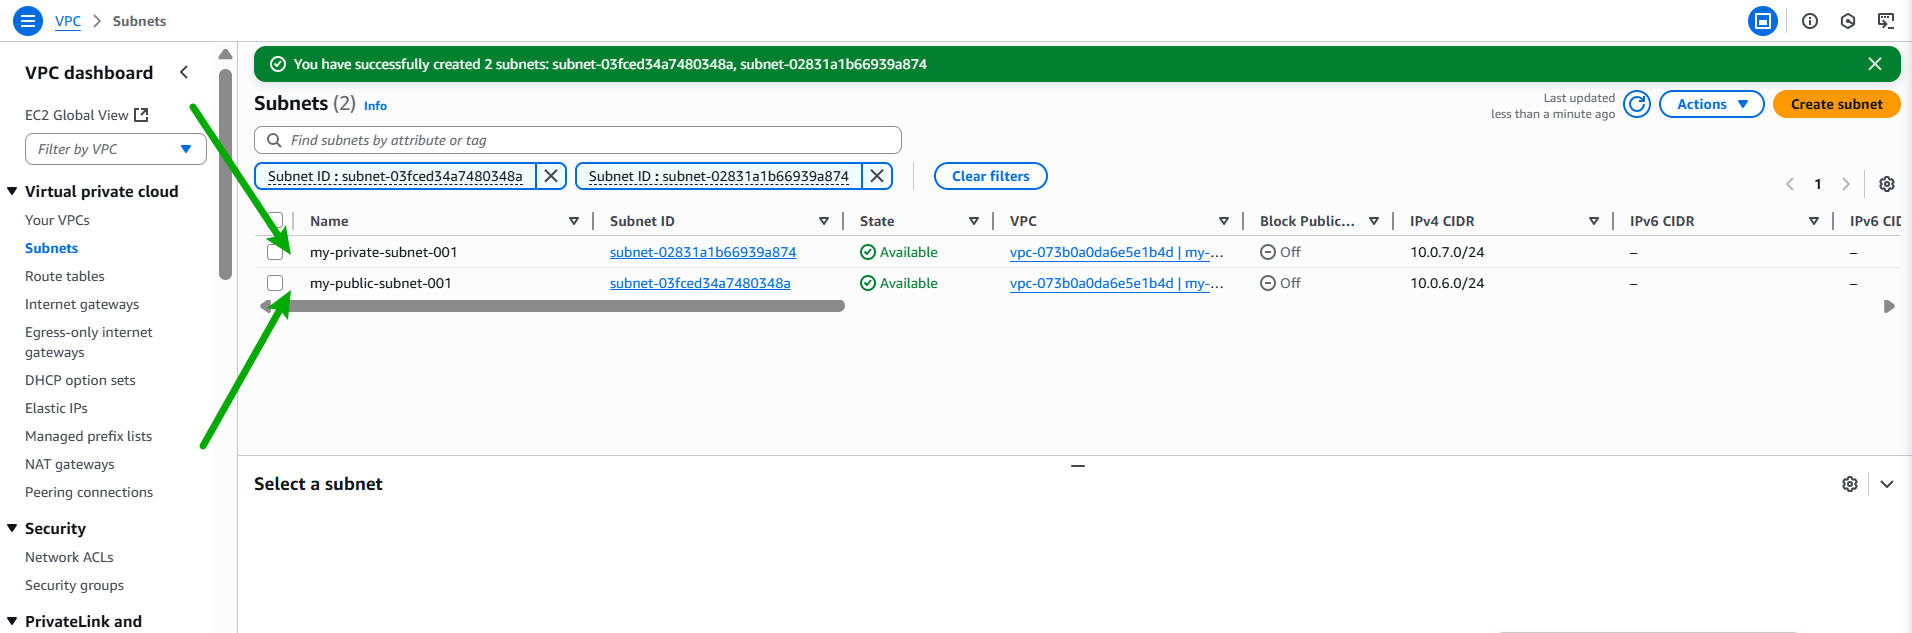 VPC > Subnets
VPC dashboard
EC2 Global View
Filter by VPC
Virtual private cloud
Your VPCs
Subnets
Route tables
Internet gateways
Egress-only internet
gateways
DHCP option sets
Elastic IPs
Managed prefix lists
NAT gateways
Peering connections
Security
Network ACLs
Security groups
PrivateLink and
You have successfully created 2 subnets: subnet-03fced34a7480348a, subnet-02831a1b66939a874
Subnets (2) Info
Last updated
less than a minute ago
Actions
Create subnet
Find subnets by attribute or tag
Subnet ID : subnet-03fced34a7480348a
Subnet ID : subnet-02831a1b66939a874
Clear filters
1
Name Subnet ID State VPC Block Public... IPv4 CIDR IPv6 CIDR IPv6 CID
my-private-subnet-001 subnet-02831a1b66939a874 Available vpc-073b0a0da6e5e1b4d | my-... Off 10.0.7.0/24 – –
my-public-subnet-001 subnet-03fced34a7480348a Available vpc-073b0a0da6e5e1b4d | my-... Off 10.0.6.0/24 – –
Select a subnet